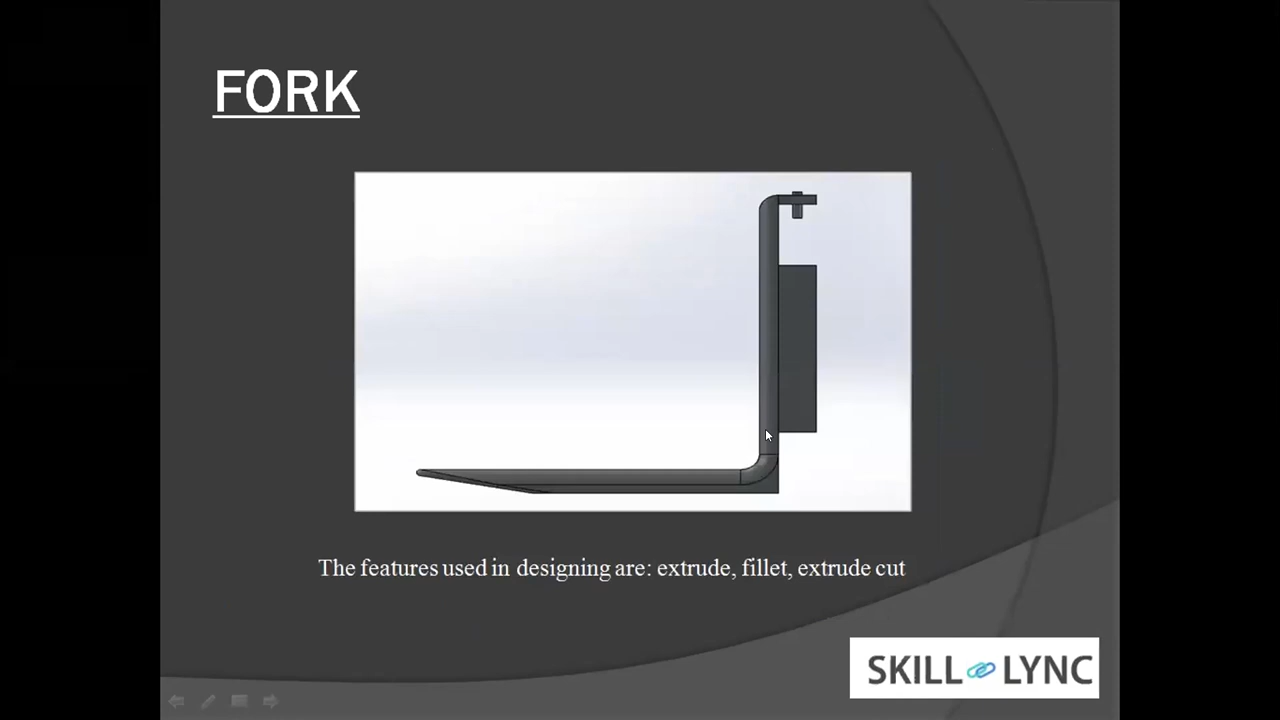 FORK
The features used in designing are: extrude, fillet, extrude cut
SKILL LYNC